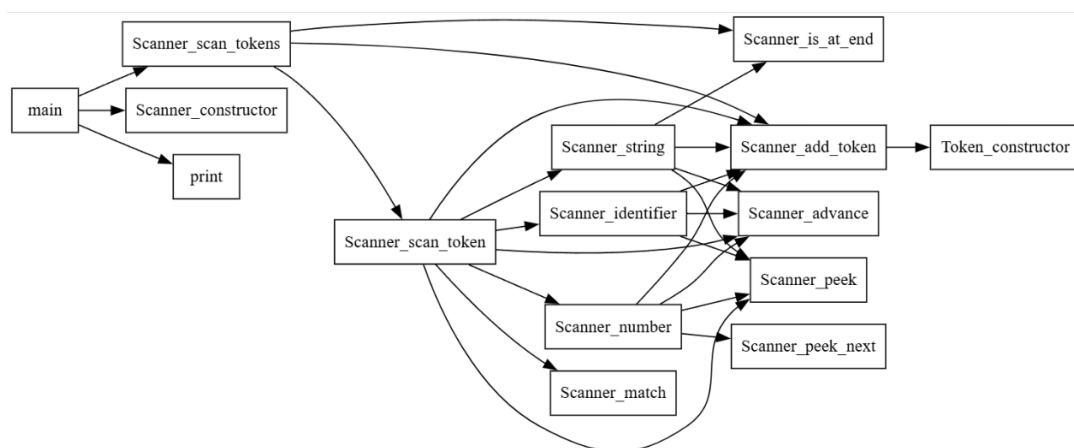 Scanner_scan_tokens
Scanner_is_at_end
main
Scanner_constructor
print
Scanner_string
Scanner_add_token
Token_constructor
Scanner_scan_token
Scanner_identifier
Scanner_advance
Scanner_peek
Scanner_number
Scanner_peek_next
Scanner_match